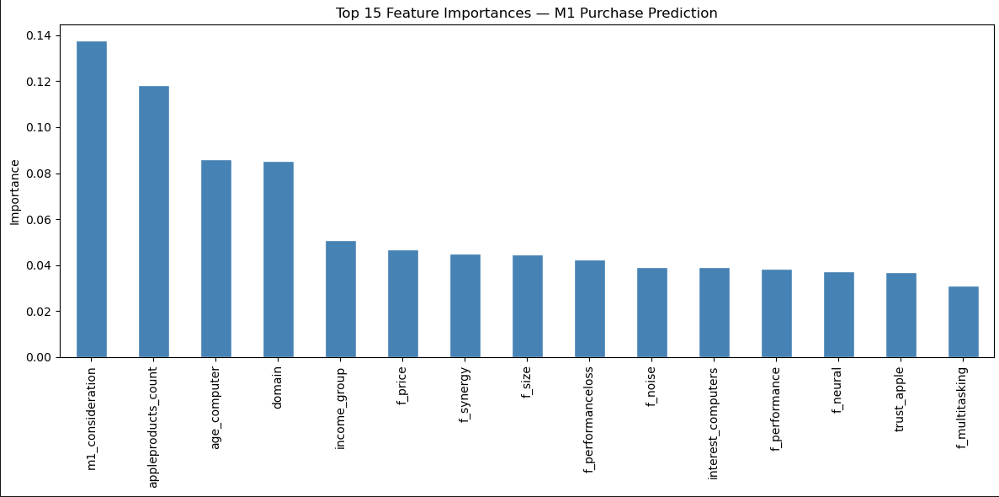 Top 15 Feature Importances — M1 Purchase Prediction
Importance
0.14
0.12
0.10
0.08
0.06
0.04
0.02
0.00
m1_consideration
appleproducts_count
age_computer
domain
income_group
f_price
f_synergy
f_size
f_performanceloss
f_noise
interest_computers
f_performance
f_neural
trust_apple
f_multitasking